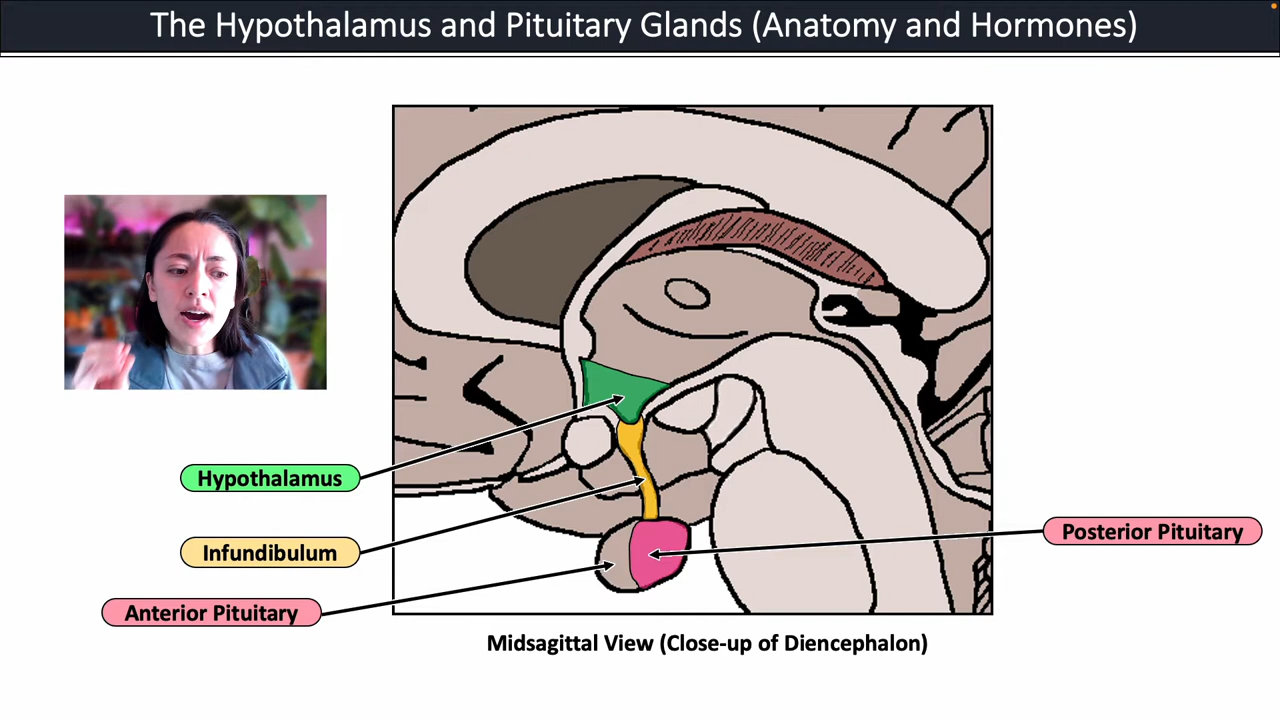 The Hypothalamus and Pituitary Glands (Anatomy and Hormones)
Hypothalamus
Infundibulum
Posterior Pituitary
Anterior Pituitary
Midsagittal View (Close-up of Diencephalon)